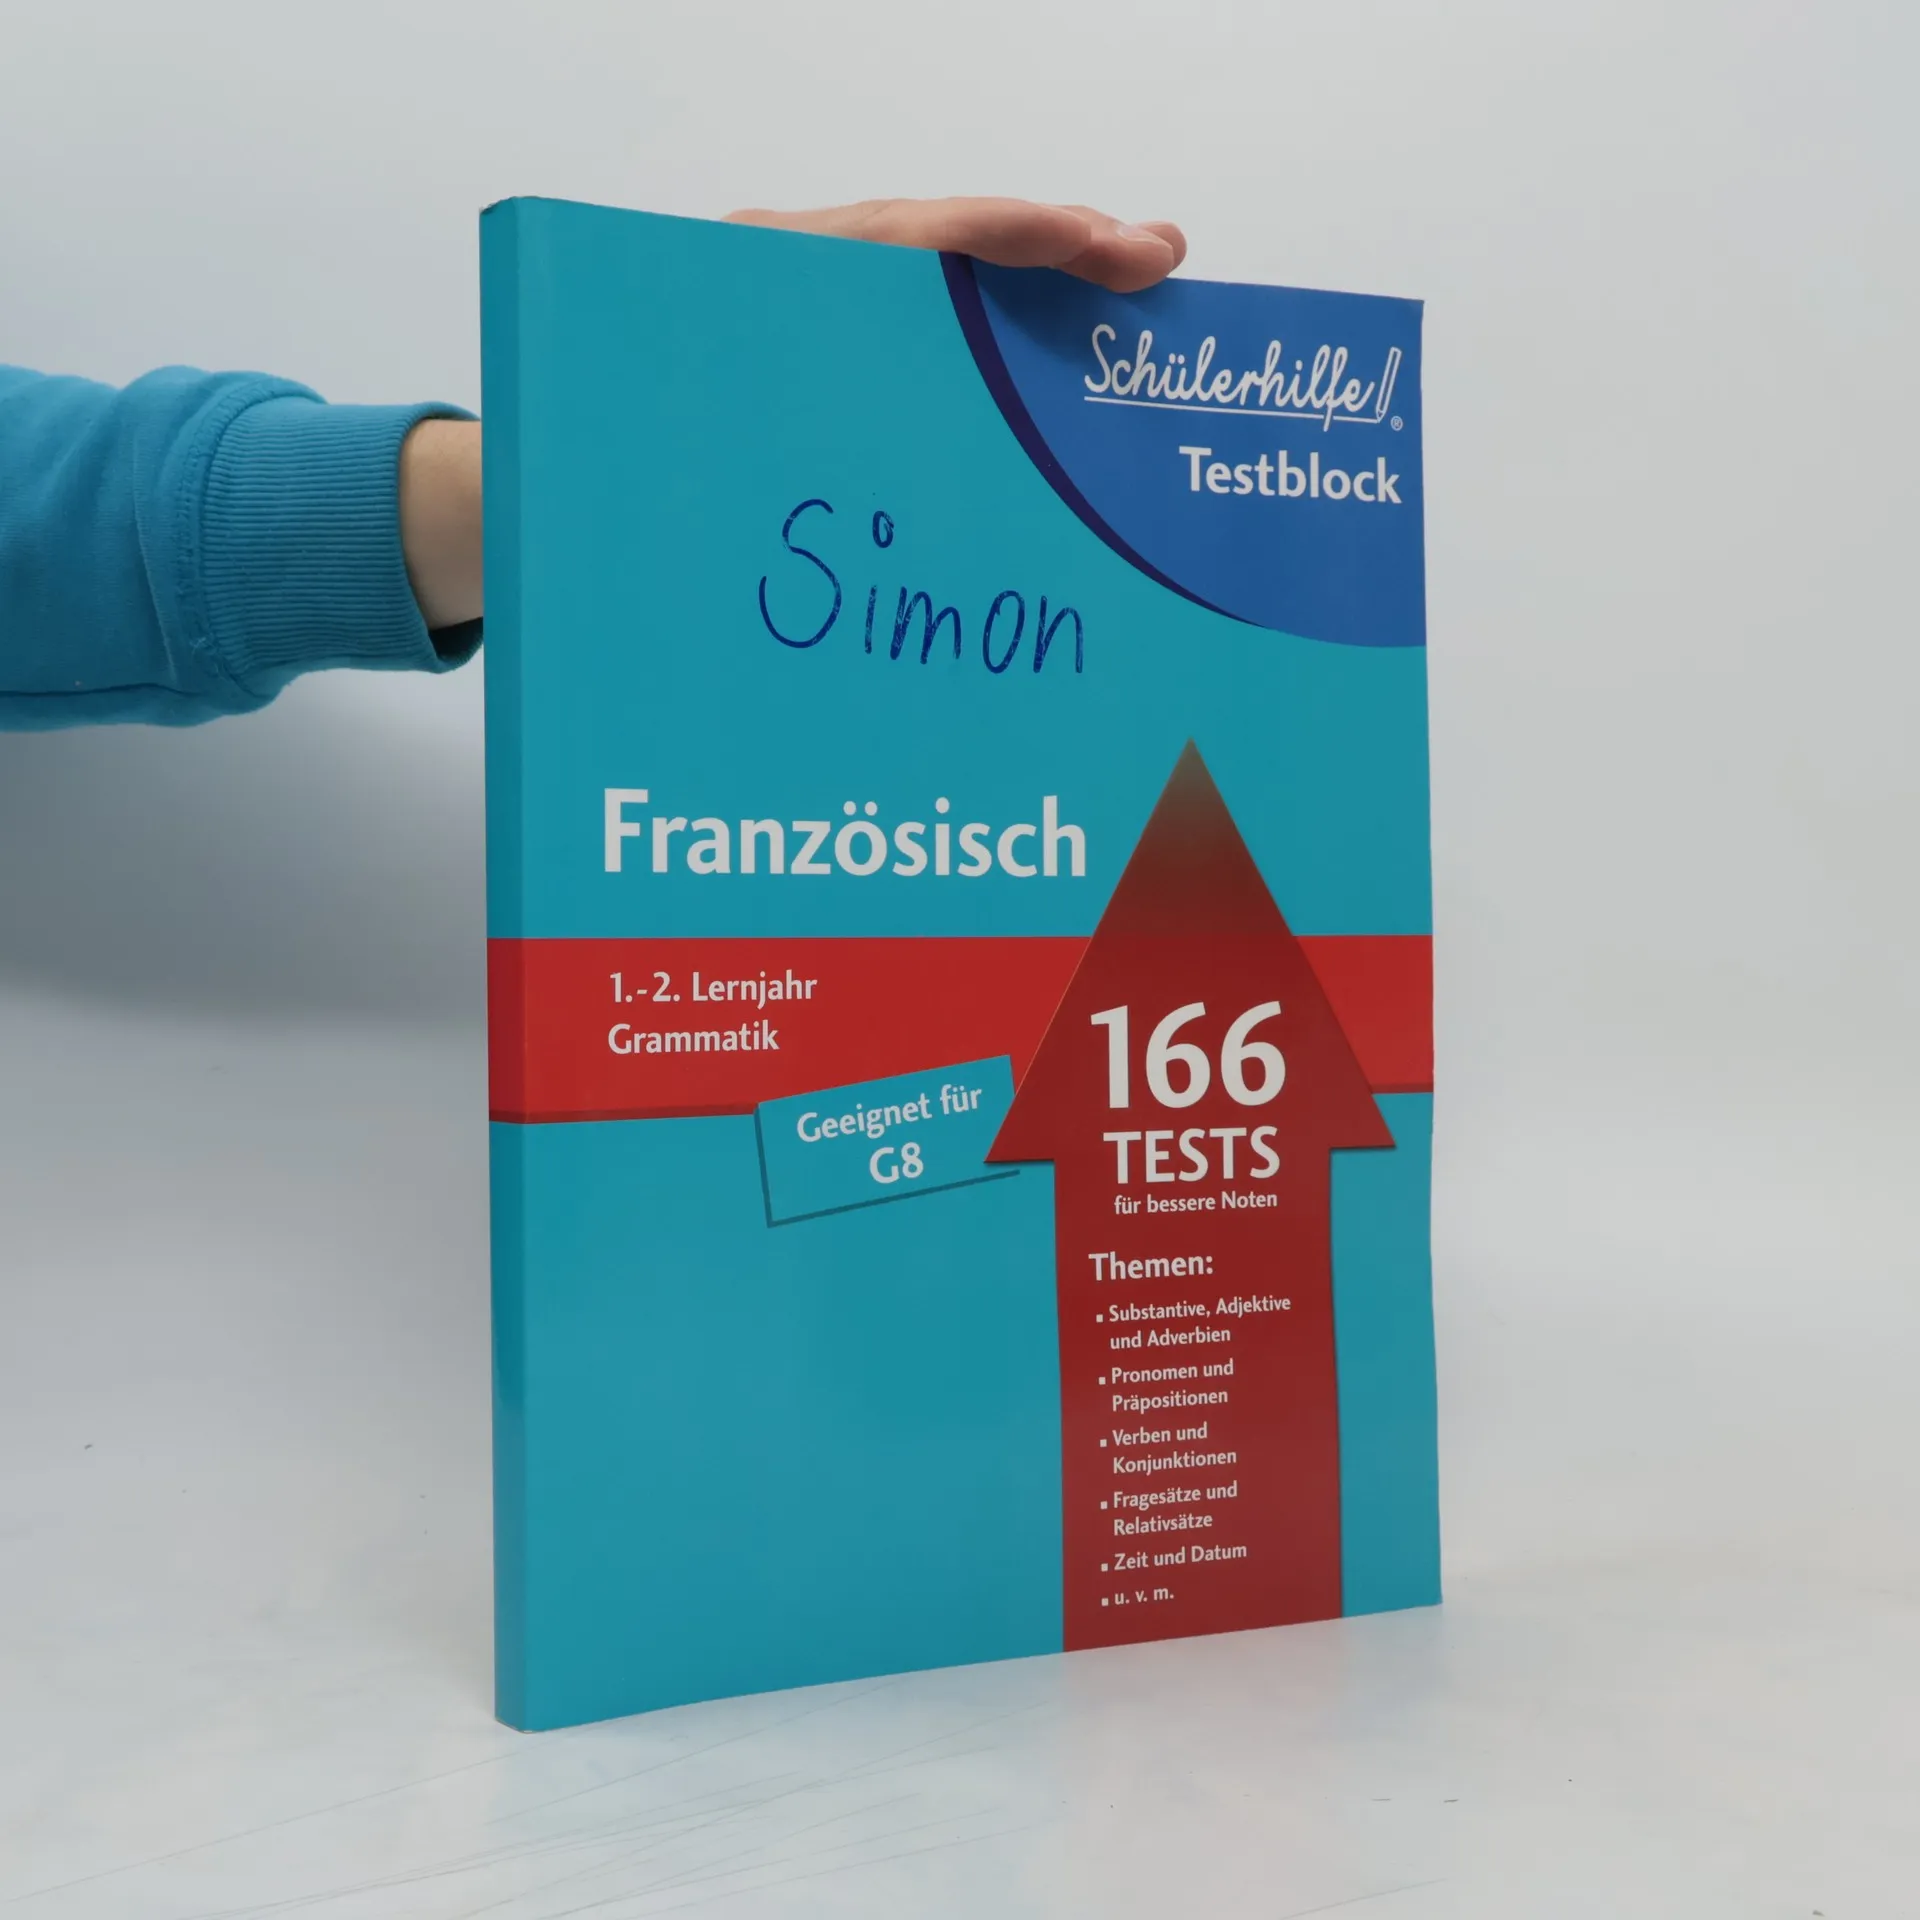 Schülerhilfe!®
Testblock
Simon
Französisch
1.-2. Lernjahr
Grammatik
Geeignet für
G8
166
TESTS
für bessere Noten
Themen:
▪ Substantive, Adjektive
und Adverbien
▪ Pronomen und
Präpositionen
▪ Verben und
Konjunktionen
▪ Fragesätze und
Relativsätze
▪ Zeit und Datum
▪ u. v. m.